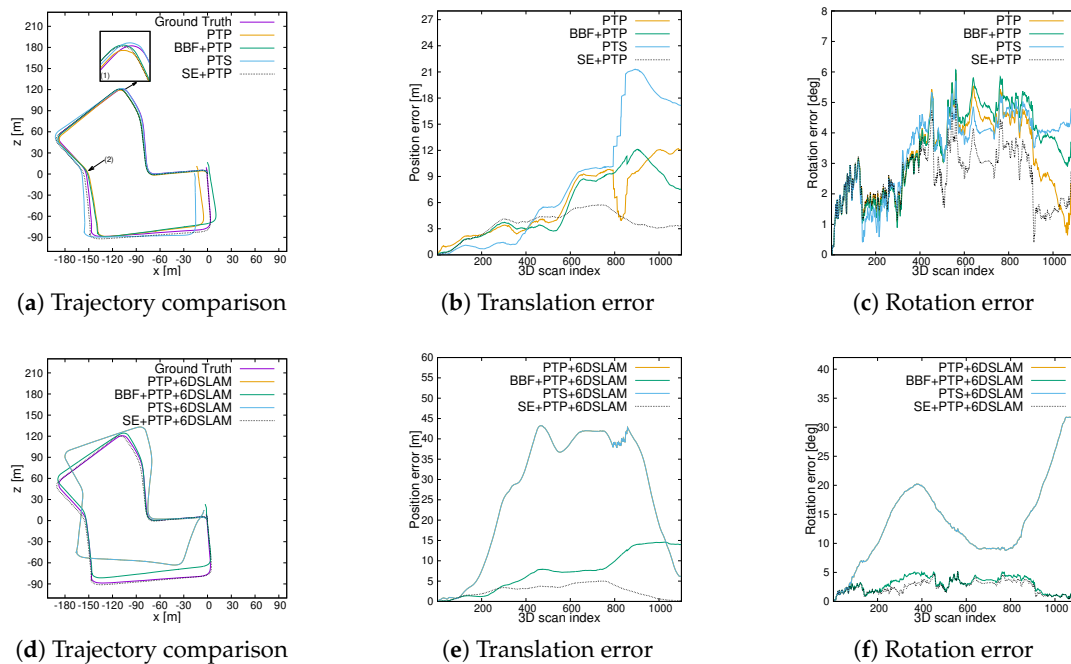 210
180
150
120
90
60
30
0
-30
-60
-90
z [m]
-180 -150 -120 -90 -60 -30 0 30 60 90
x [m]
Ground Truth
PTP
BBF+PTP
PTS
SE+PTP
(1)
(2)
(a) Trajectory comparison
27
24
21
18
15
12
9
6
3
0
Position error [m]
200 400 600 800 1000
3D scan index
PTP
BBF+PTP
PTS
SE+PTP
(b) Translation error
8
7
6
5
4
3
2
1
0
Rotation error [deg]
200 400 600 800 1000
3D scan index
PTP
BBF+PTP
PTS
SE+PTP
(c) Rotation error
210
180
150
120
90
60
30
0
-30
-60
-90
z [m]
-180 -150 -120 -90 -60 -30 0 30 60 90
x [m]
Ground Truth
PTP+6DSLAM
BBF+PTP+6DSLAM
PTS+6DSLAM
SE+PTP+6DSLAM
(d) Trajectory comparison
60
55
50
45
40
35
30
25
20
15
10
5
0
Position error [m]
200 400 600 800 1000
3D scan index
PTP+6DSLAM
BBF+PTP+6DSLAM
PTS+6DSLAM
SE+PTP+6DSLAM
(e) Translation error
40
35
30
25
20
15
10
5
0
Rotation error [deg]
200 400 600 800 1000
3D scan index
PTP+6DSLAM
BBF+PTP+6DSLAM
PTS+6DSLAM
SE+PTP+6DSLAM
(f) Rotation error